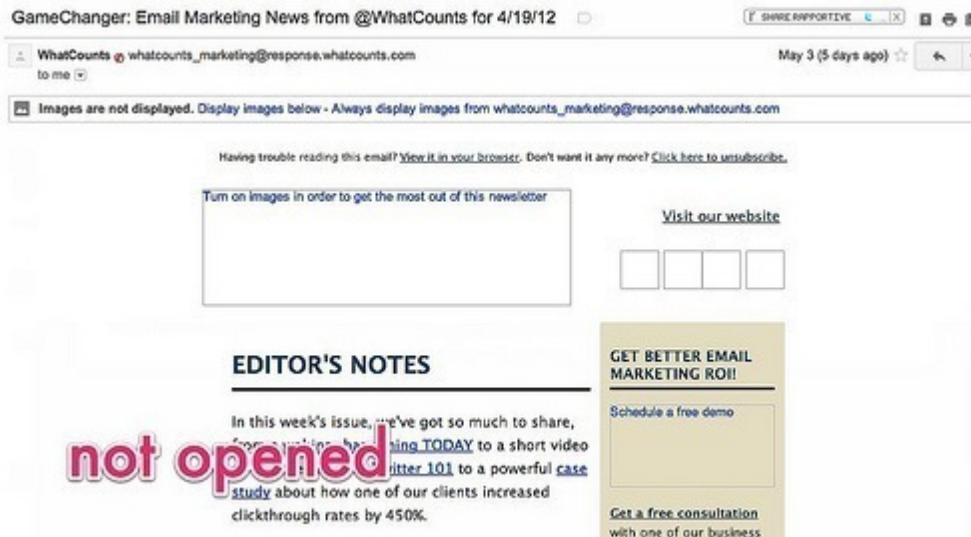 GameChanger: Email Marketing News from @WhatCounts for 4/19/12
SHARE RAPPORTIVE
WhatCounts whatcounts_marketing@response.whatcounts.com
May 3 (5 days ago)
to me
Images are not displayed. Display images below - Always display images from whatcounts_marketing@response.whatcounts.com
Having trouble reading this email? View it in your browser. Don't want it any more? Click here to unsubscribe.
Turn on images in order to get the most out of this newsletter
Visit our website
EDITOR'S NOTES
In this week's issue, we've got so much to share,
TODAY to a short video
101 to a powerful case
study about how one of our clients increased
clickthrough rates by 450%.
not opened
GET BETTER EMAIL
MARKETING ROI!
Schedule a free demo
Get a free consultation
with one of our business